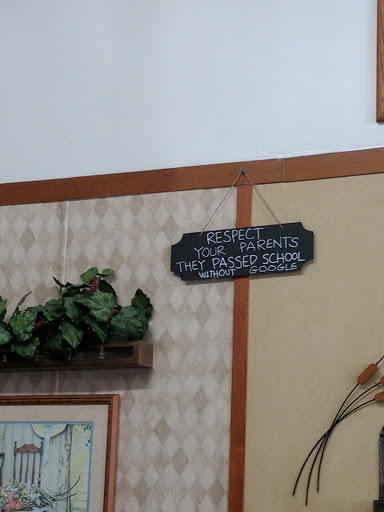 RESPECT
YOUR PARENTS
THEY PASSED SCHOOL
WITHOUT GOOGLE